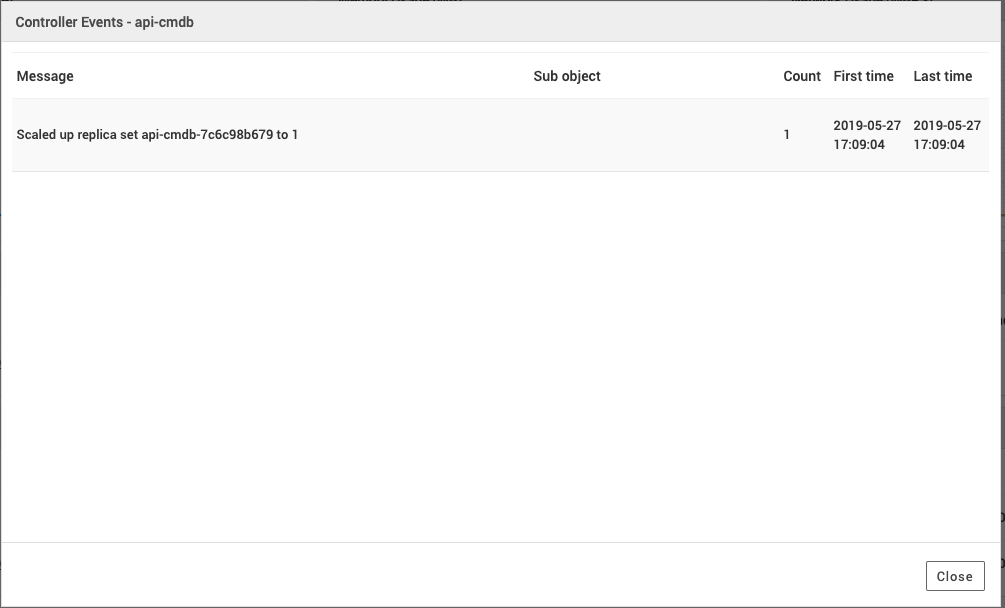 Controller Events - api-cmdb
Message Sub object Count First time Last time
Scaled up replica set api-cmdb-7c6c98b679 to 1 1 2019-05-27 2019-05-27
17:09:04 17:09:04
Close